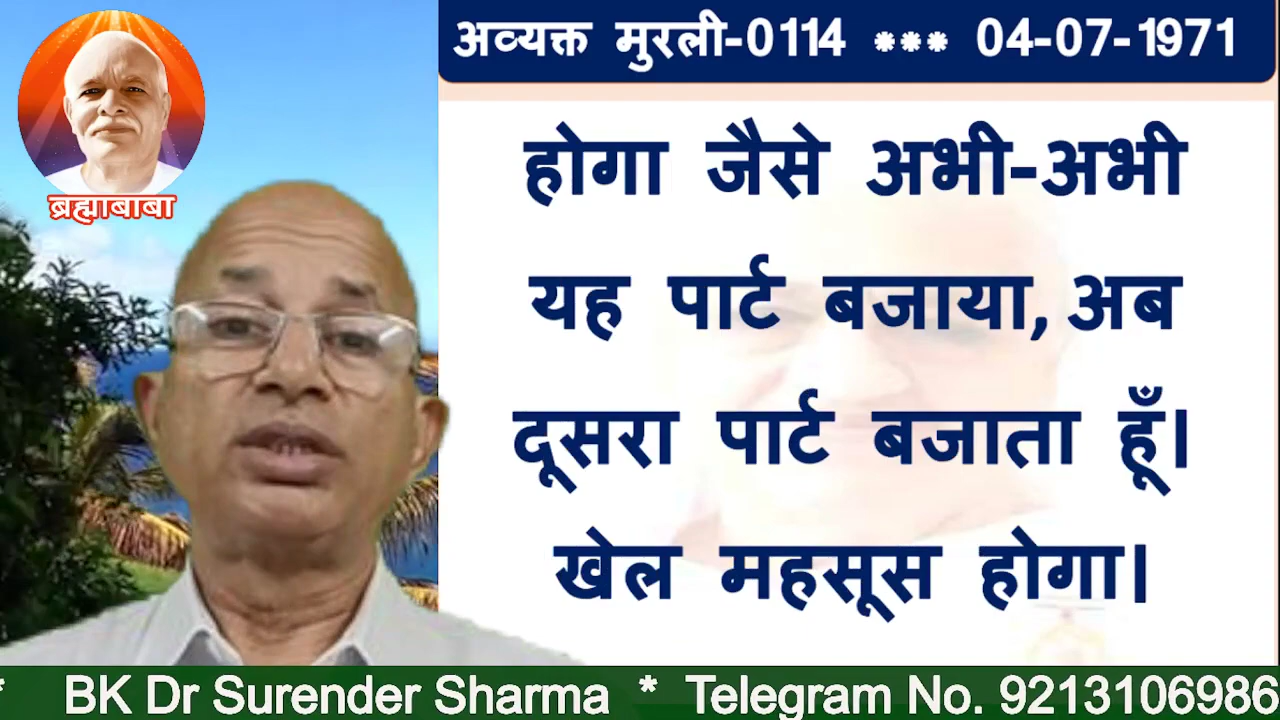 अव्यक्त मुरली-0114 *** 04-07-1971
ब्रह्माबाबा
होगा जैसे अभी-अभी
यह पार्ट बजाया, अब
दूसरा पार्ट बजाता हूँ।
खेल महसूस होगा।
* BK Dr Surender Sharma * Telegram No. 9213106986